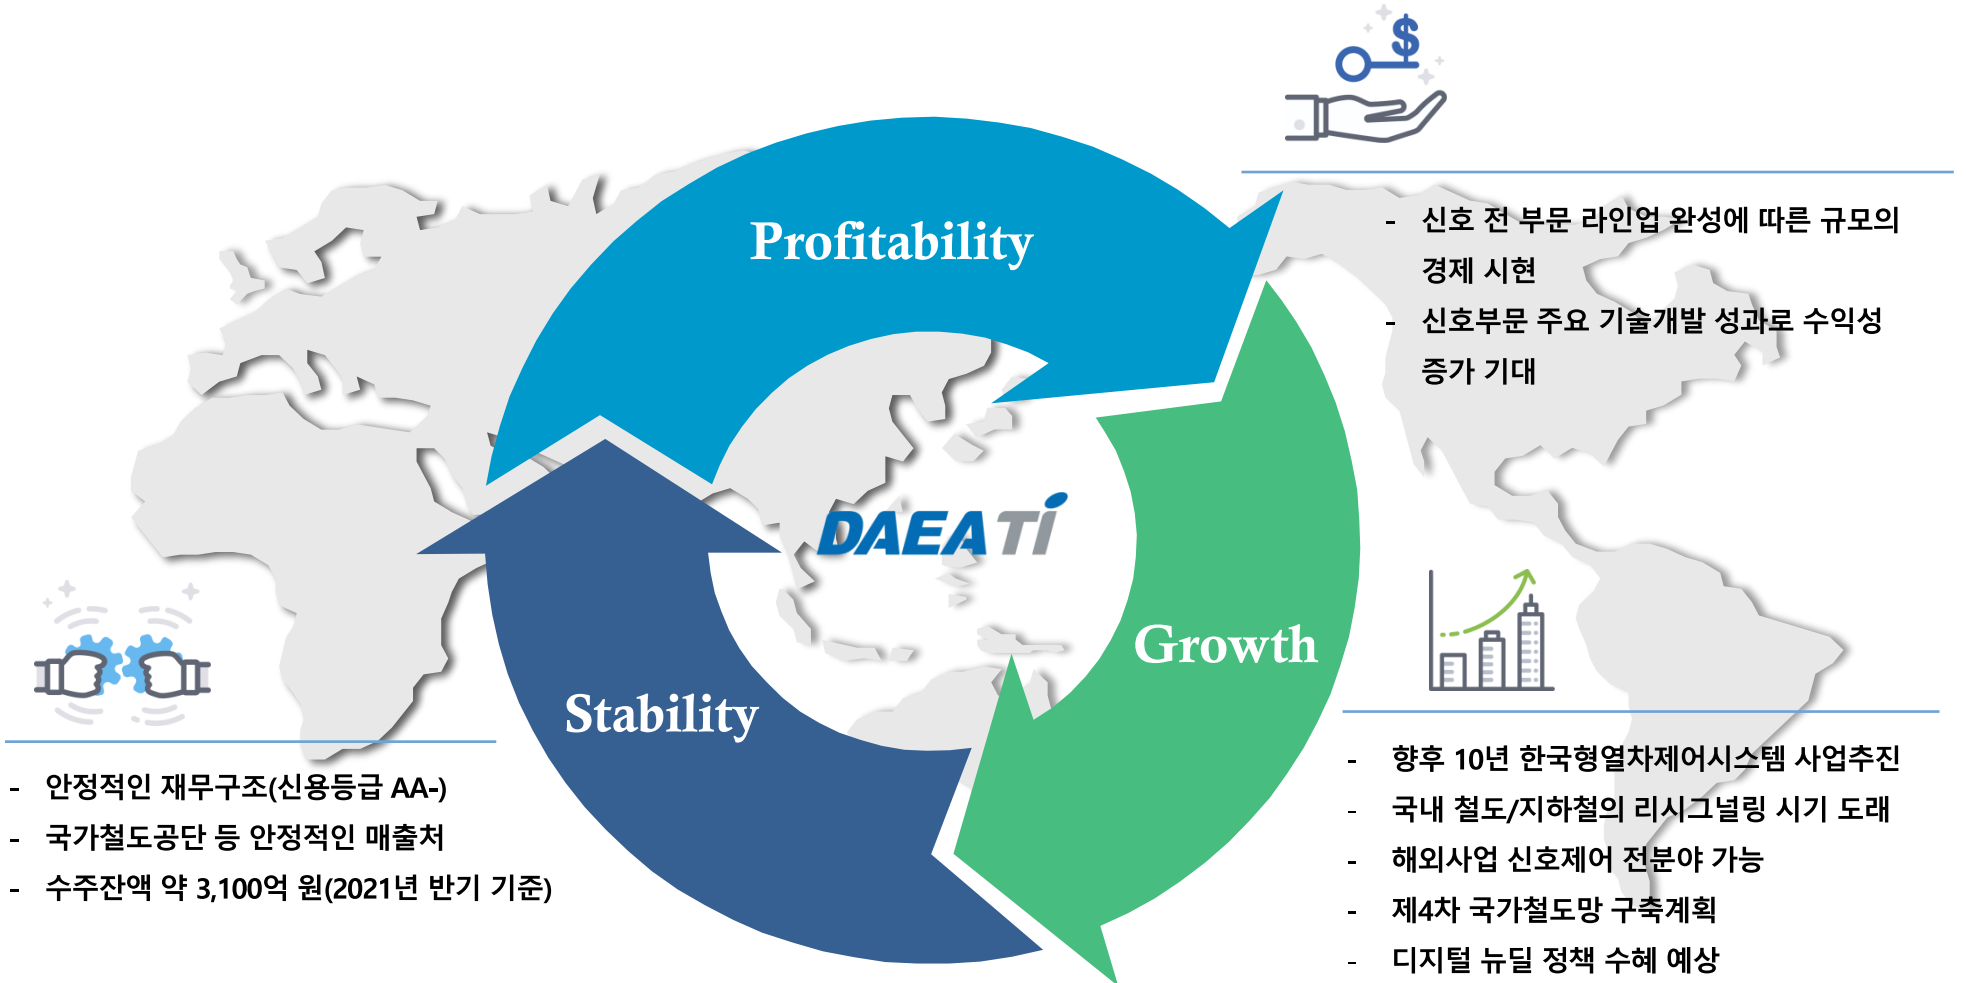 Profitability
- 신호 전 부문 라인업 완성에 따른 규모의
경제 시현
- 신호부문 주요 기술개발 성과로 수익성
증가 기대
DAEATi
Growth
- 향후 10년 한국형열차제어시스템 사업추진
- 국내 철도/지하철의 리시그널링 시기 도래
- 해외사업 신호제어 전분야 가능
- 제4차 국가철도망 구축계획
- 디지털 뉴딜 정책 수혜 예상
Stability
- 안정적인 재무구조(신용등급 AA-)
- 국가철도공단 등 안정적인 매출처
- 수주잔액 약 3,100억 원(2021년 반기 기준)
$